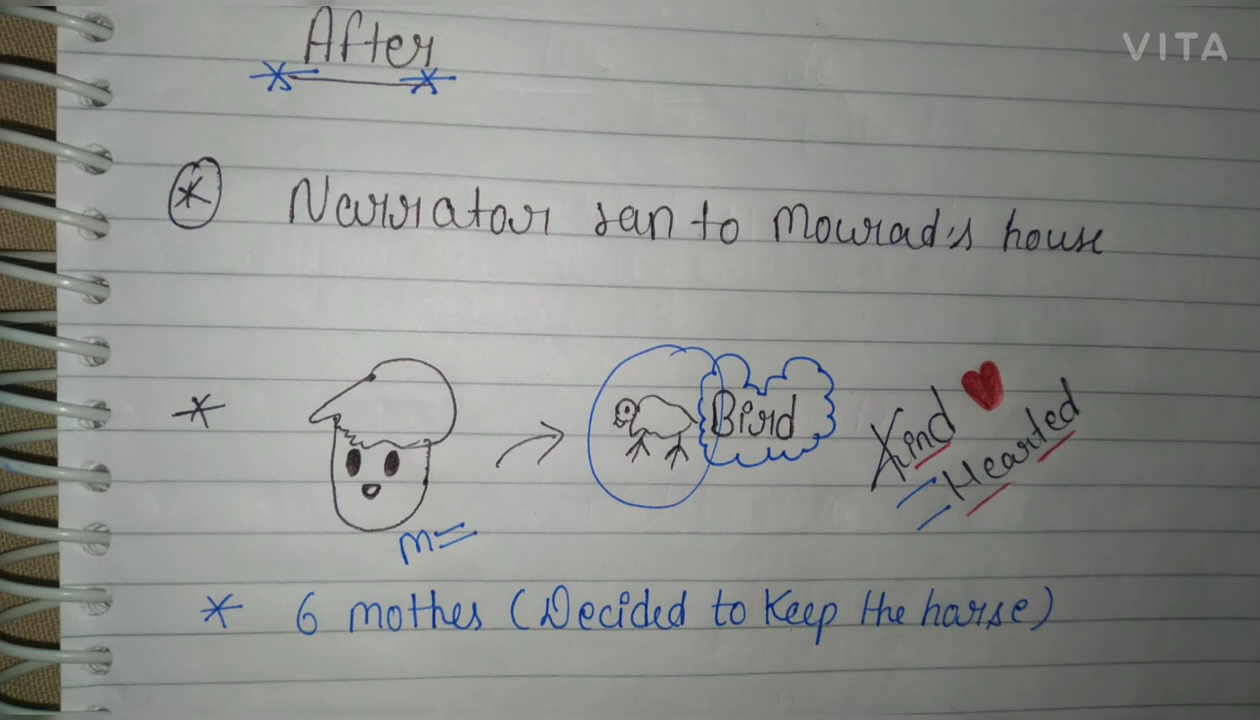 After
VITA
* Narrator ran to Mourad's house
*
Bird
Kind
Hearted
m=
* 6 mothes (Decided to Keep the harse)